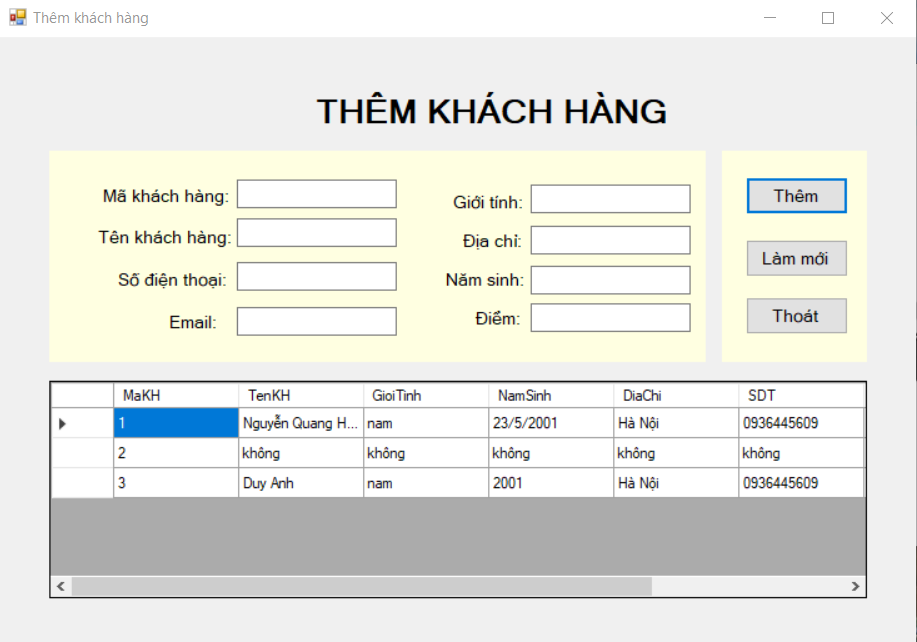 Thêm khách hàng
THÊM KHÁCH HÀNG
Mã khách hàng:
Tên khách hàng:
Số điện thoại:
Email:
Giới tính:
Địa chỉ:
Năm sinh:
Điểm:
Thêm
Làm mới
Thoát
MaKH TenKH GioiTinh NamSinh DiaChi SDT
1 Nguyễn Quang H... nam 23/5/2001 Hà Nội 0936445609
2 không không không không không
3 Duy Anh nam 2001 Hà Nội 0936445609